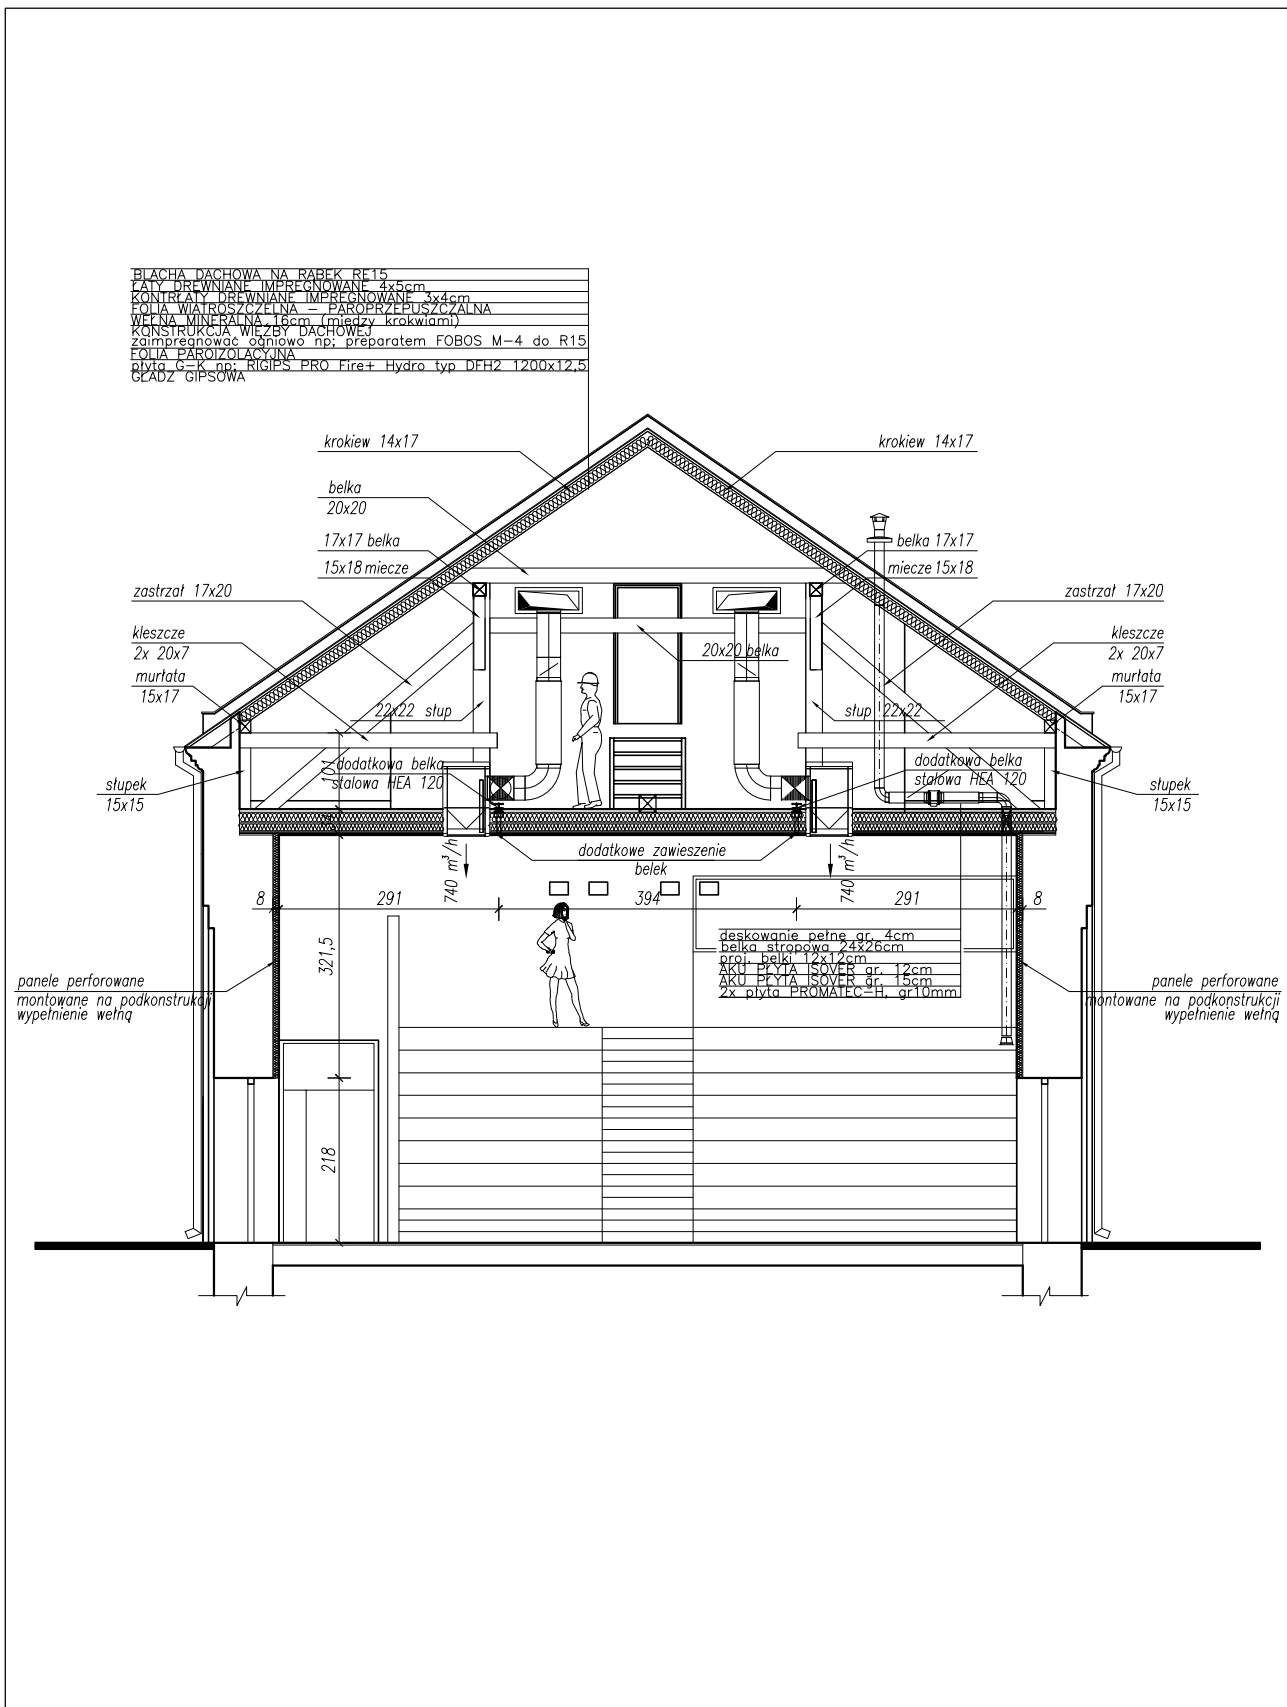 BLACHA DACHOWA NA RĄBEK RE15
ŁATY DREWNIANE IMPREGNOWANE 4x5cm
KONTRŁATY DREWNIANE IMPREGNOWANE 3x4cm
FOLIA WIATROSZCZELNA – PAROPRZEPUSZCZALNA
WEŁNA MINERALNA 16cm (między krokwiami)
KONSTRUKCJA WIĘŹBY DACHOWEJ
zaimpregnować ogniowo np; preparatem FOBOS M–4 do R15
FOLIA PAROIZOLACYJNA
płyta G–K np: RIGIPS PRO Fire+ Hydro typ DFH2 1200x12,5
GŁADZ GIPSOWA
krokiew 14x17
krokiew 14x17
belka
20x20
17x17 belka
belka 17x17
15x18 miecze
miecze 15x18
zastrzał 17x20
zastrzał 17x20
kleszcze
2x 20x7
kleszcze
2x 20x7
20x20 belka
murłata
15x17
murłata
15x17
22x22 słup
słup 22x22
101
dodatkowa belka
stalowa HEA 120
dodatkowa belka
stalowa HEA 120
słupek
15x15
słupek
15x15
34
740 m³/h
dodatkowe zawieszenie
belek
740 m³/h
8
291
394
291
8
321,5
deskowanie pełne gr. 4cm
belka stropowa 24x26cm
proj. belki 12x12cm
AKU PŁYTA ISOVER gr. 12cm
AKU PŁYTA ISOVER gr. 15cm
2x płyta PROMATEC–H, gr10mm
panele perforowane
montowane na podkonstrukcji
wypełnienie wełną
panele perforowane
montowane na podkonstrukcji
wypełnienie wełną
218